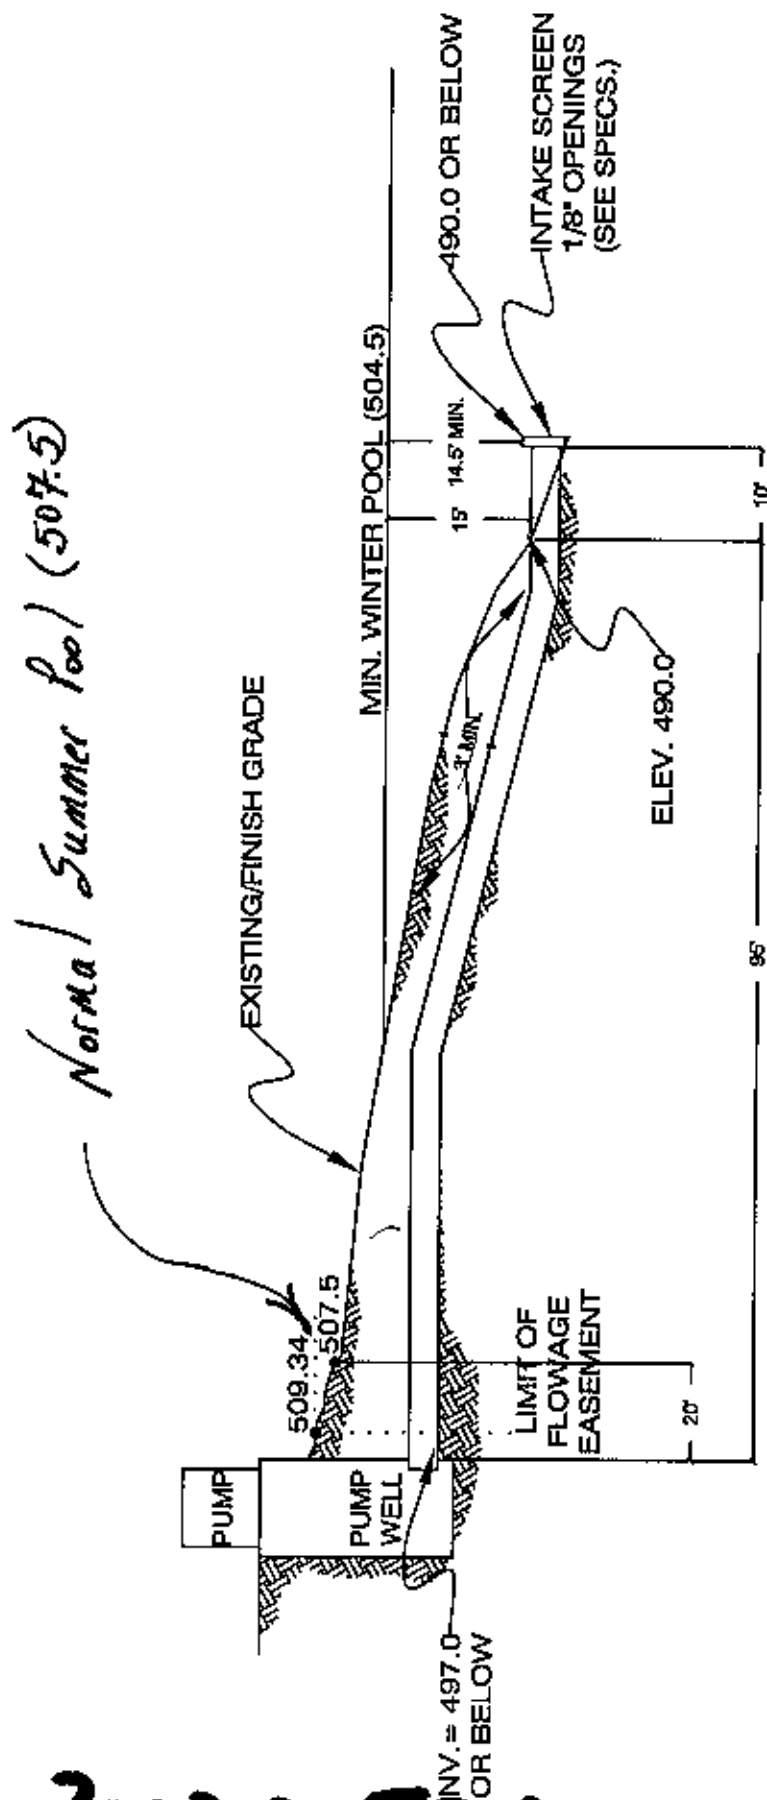 Normal Summer Pool (507.5)
EXISTING/FINISH GRADE
MIN. WINTER POOL (504.5)
490.0 OR BELOW
INTAKE SCREEN
1/8" OPENINGS
(SEE SPECS.)
15'
14.5' MIN.
3' MIN.
509.34
507.5
PUMP
PUMP
WELL
LIMIT OF
FLOWAGE
EASEMENT
ELEV. 490.0
INV. = 497.0
OR BELOW
20'
95'
10'